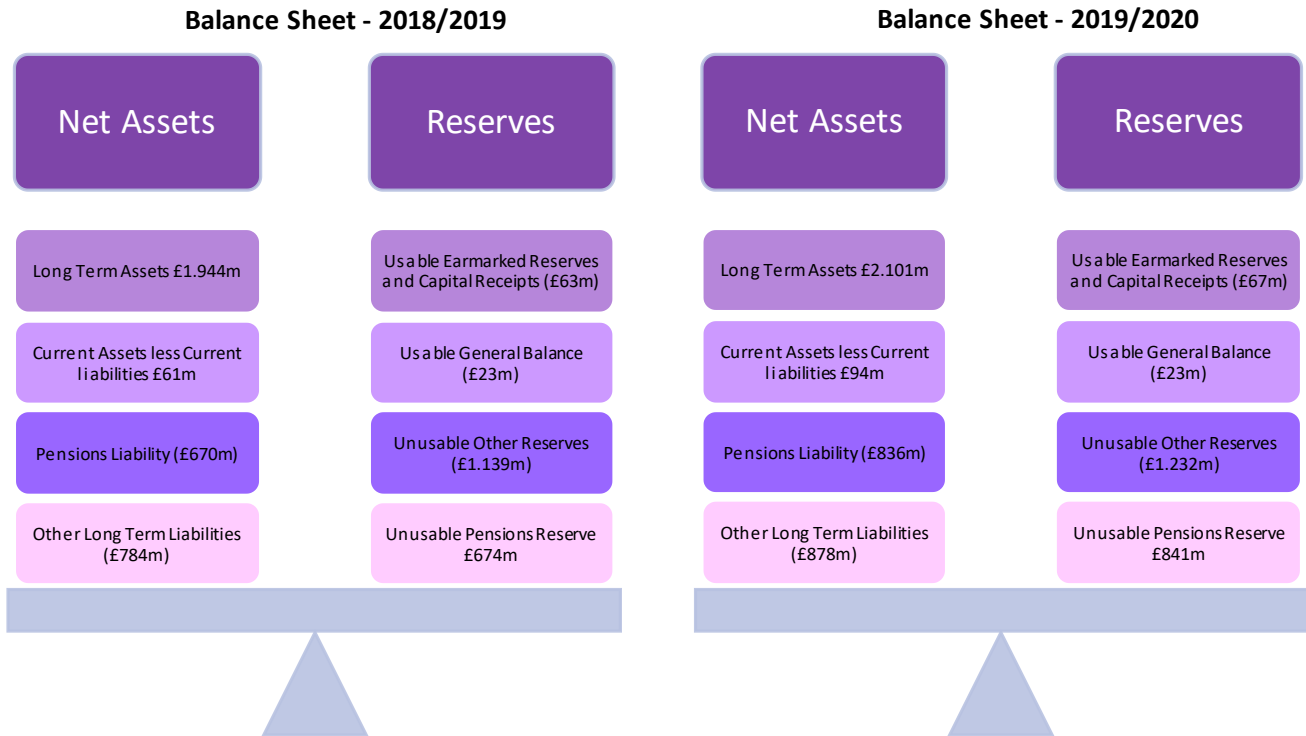 Balance Sheet - 2018/2019
Net Assets
Reserves
Long Term Assets £1.944m
Usable Earmarked Reserves
and Capital Receipts (£63m)
Current Assets less Current
liabilities £61m
Usable General Balance
(£23m)
Pensions Liability (£670m)
Unusable Other Reserves
(£1.139m)
Other Long Term Liabilities
(£784m)
Unusable Pensions Reserve
£674m
Balance Sheet - 2019/2020
Net Assets
Reserves
Long Term Assets £2.101m
Usable Earmarked Reserves
and Capital Receipts (£67m)
Current Assets less Current
liabilities £94m
Usable General Balance
(£23m)
Pensions Liability (£836m)
Unusable Other Reserves
(£1.232m)
Other Long Term Liabilities
(£878m)
Unusable Pensions Reserve
£841m